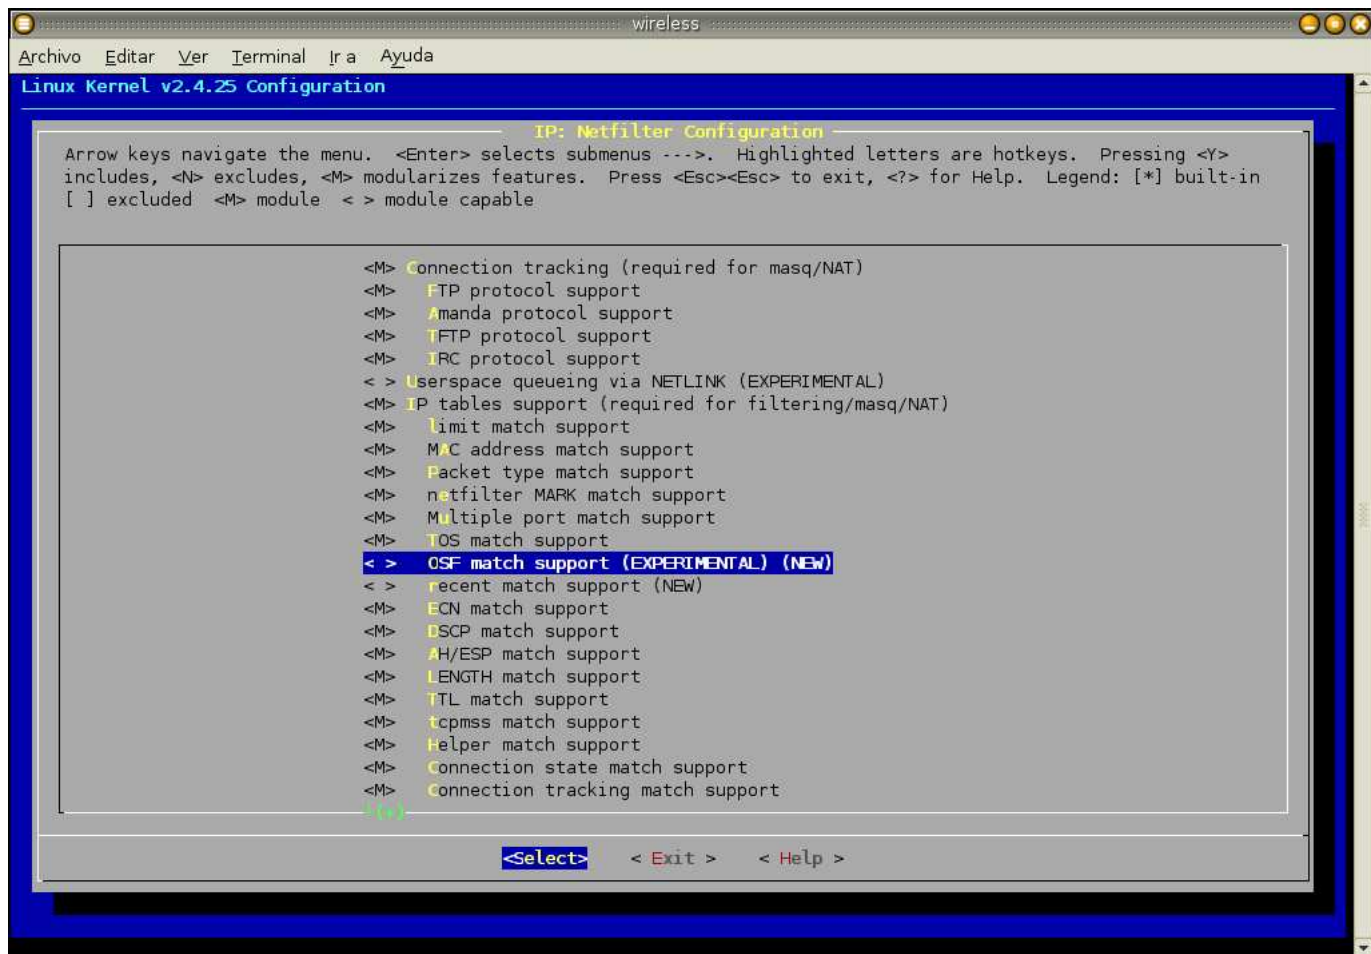 wireless
Archivo Editar Ver Terminal Ir a Ayuda
Linux Kernel v2.4.25 Configuration
IP: Netfilter Configuration
Arrow keys navigate the menu. <Enter> selects submenus --->. Highlighted letters are hotkeys. Pressing <Y>
includes, <N> excludes, <M> modularizes features. Press <Esc><Esc> to exit, <?> for Help. Legend: [*] built-in
[ ] excluded <M> module < > module capable
<M> Connection tracking (required for masq/NAT)
<M> FTP protocol support
<M> Amanda protocol support
<M> TFTP protocol support
<M> IRC protocol support
< > Userspace queueing via NETLINK (EXPERIMENTAL)
<M> IP tables support (required for filtering/masq/NAT)
<M> limit match support
<M> MAC address match support
<M> Packet type match support
<M> netfilter MARK match support
<M> Multiple port match support
<M> TOS match support
< > OSF match support (EXPERIMENTAL) (NEW)
< > recent match support (NEW)
<M> ECN match support
<M> DSCP match support
<M> AH/ESP match support
<M> LENGTH match support
<M> TTL match support
<M> tcpmss match support
<M> Helper match support
<M> Connection state match support
<M> Connection tracking match support
(+)
<Select> < Exit > < Help >